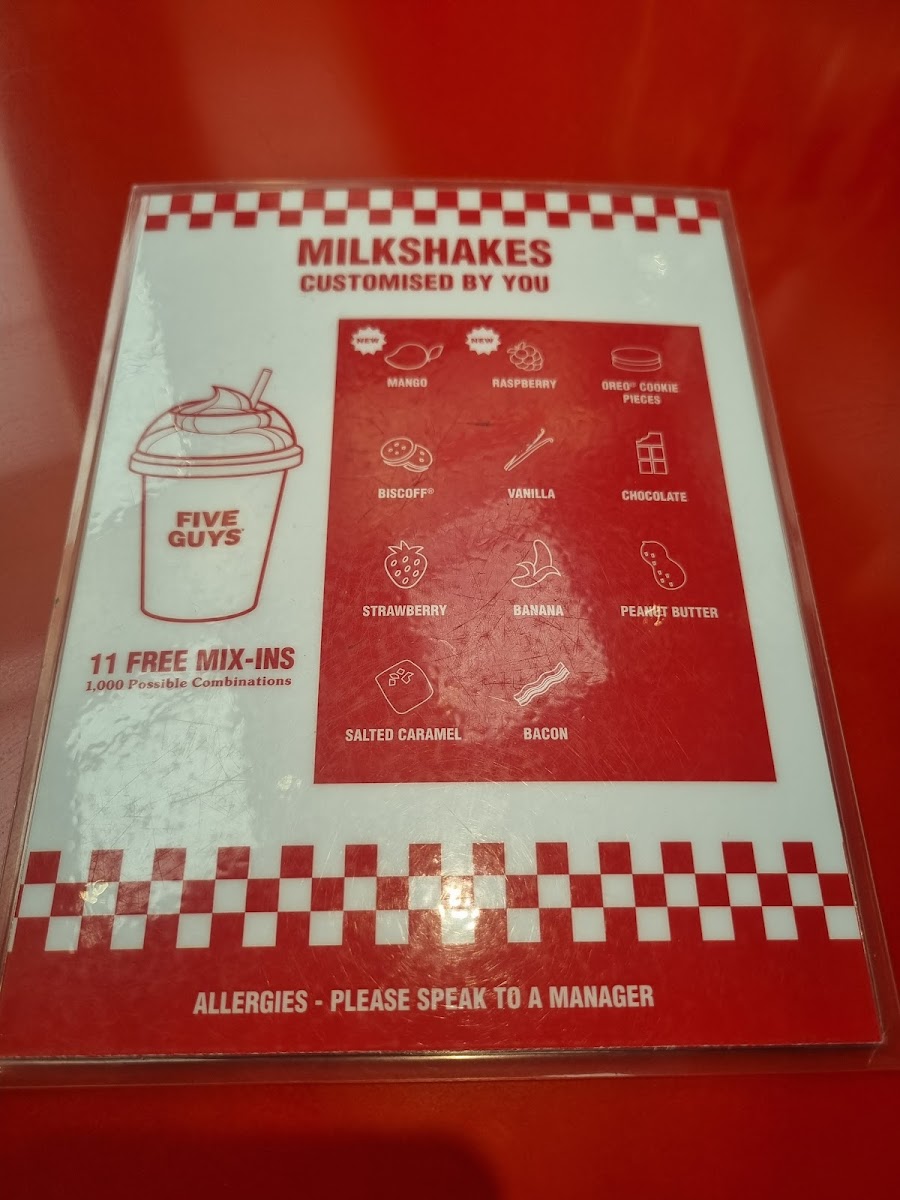 MILKSHAKES
CUSTOMISED BY YOU
NEW
NEW
MANGO
RASPBERRY
OREO® COOKIE
PIECES
BISCOFF®
VANILLA
CHOCOLATE
FIVE
GUYS
STRAWBERRY
BANANA
PEANUT BUTTER
11 FREE MIX-INS
1,000 Possible Combinations
SALTED CARAMEL
BACON
ALLERGIES - PLEASE SPEAK TO A MANAGER